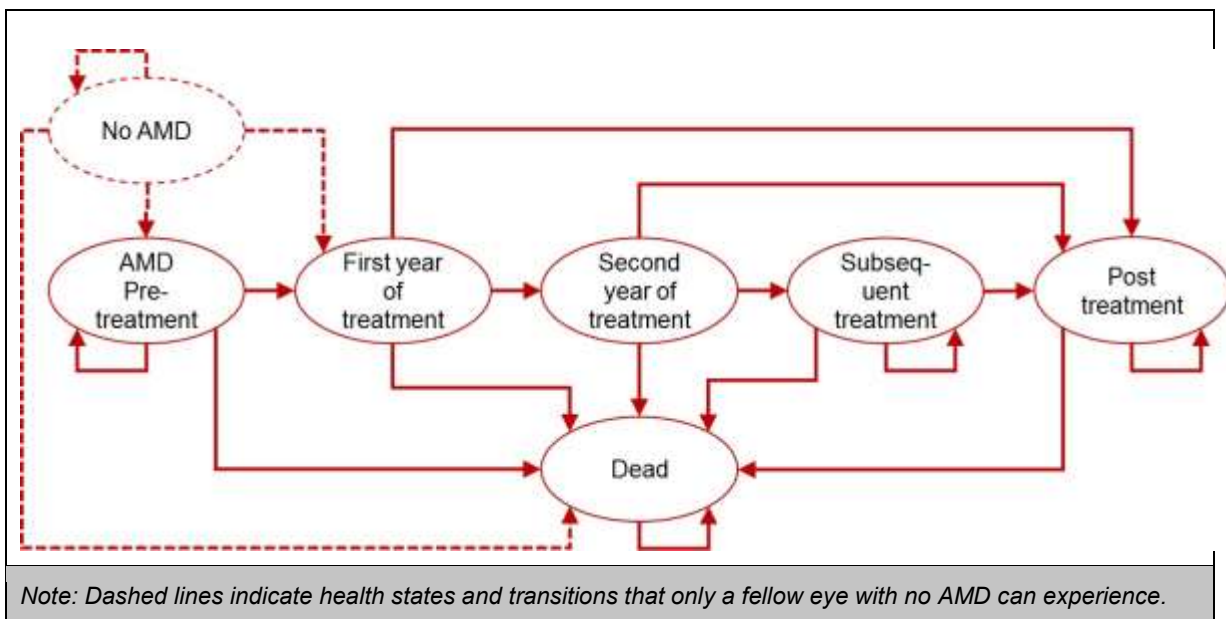 No AMD
AMD
Pre-
treatment
First year
of
treatment
Second
year of
treatment
Subseq-
uent
treatment
Post
treatment
Dead
Note: Dashed lines indicate health states and transitions that only a fellow eye with no AMD can experience.